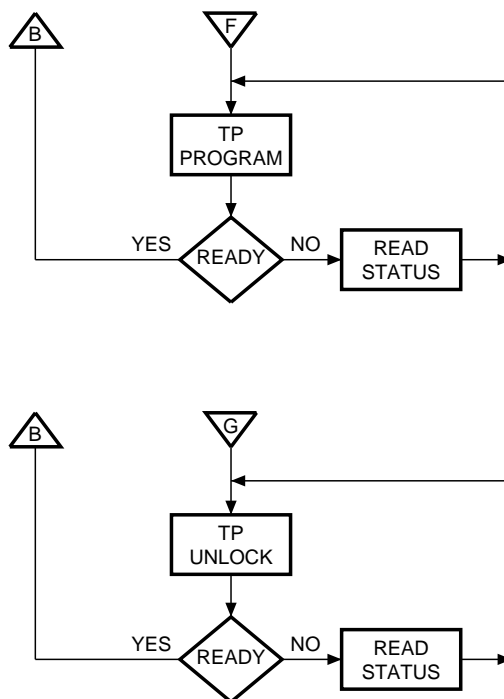 B
F
TP
PROGRAM
YES
READY
NO
READ
STATUS
B
G
TP
UNLOCK
YES
READY
NO
READ
STATUS